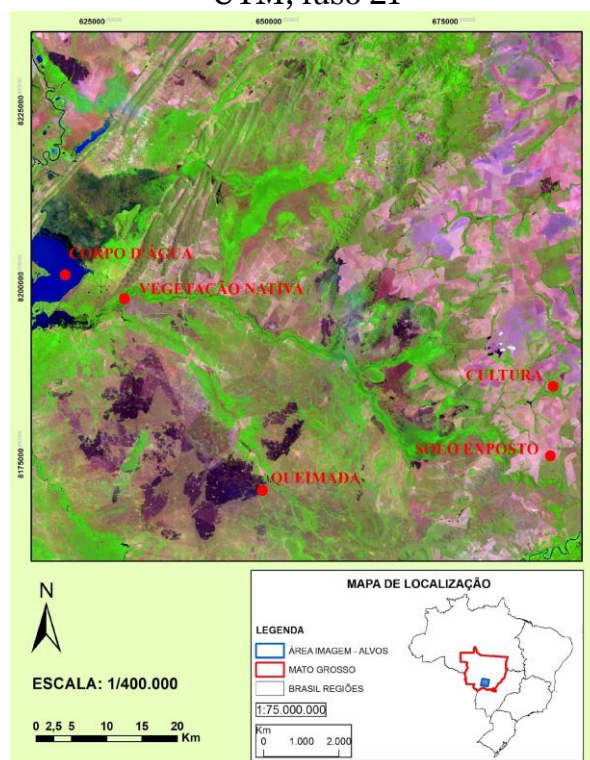 UTM, fuso 21
625000 650000 675000
8225000
8200000
8175000
CORPO D'ÁGUA
VEGETAÇÃO NATIVA
CULTURA
SOLO EXPOSTO
QUEIMADA
N
ESCALA: 1/400.000
0 2,5 5 10 15 20
Km
MAPA DE LOCALIZAÇÃO
LEGENDA
ÁREA IMAGEM - ALVOS
MATO GROSSO
BRASIL REGIÕES
1:75.000.000
Km
0 1.000 2.000